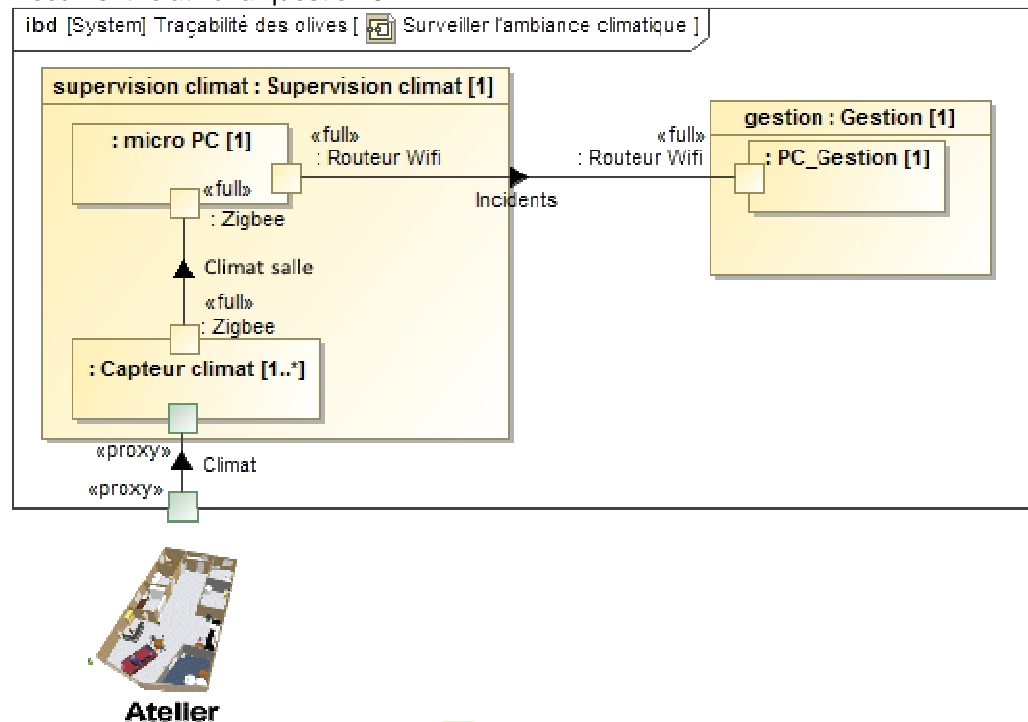 ibd [System] Traçabilité des olives [ Surveiller l'ambiance climatique ]
supervision climat : Supervision climat [1]
: micro PC [1]
«full»
: Routeur Wifi
«full»
: Zigbee
Climat salle
«full»
: Zigbee
: Capteur climat [1..*]
«proxy»
Climat
«proxy»
Incidents
«full»
: Routeur Wifi
gestion : Gestion [1]
: PC_Gestion [1]
Atelier